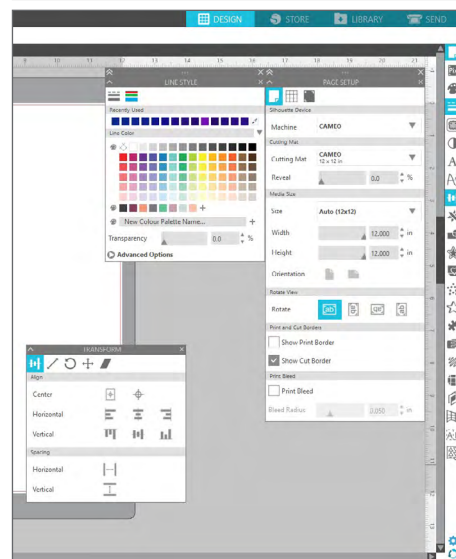 DESIGN
STORE
LIBRARY
SEND
9 10 11 12 13 14 15 16 17 18 19 20 21
LINE STYLE
Recently Used
Line Color
New Colour Palette Name...
Transparency 0.0 %
Advanced Options
PAGE SETUP
Silhouette Device
Machine CAMEO
Cutting Mat
Cutting Mat CAMEO
12 x 12 in
Reveal 0.0 %
Media Size
Size Auto (12x12)
Width 12.000 in
Height 12.000 in
Orientation
Rotate View
Rotate
Print and Cut Borders
Show Print Border
Show Cut Border
Print Bleed
Print Bleed
Bleed Radius 0.050 in
TRANSFORM
Align
Center
Horizontal
Vertical
Spacing
Horizontal
Vertical